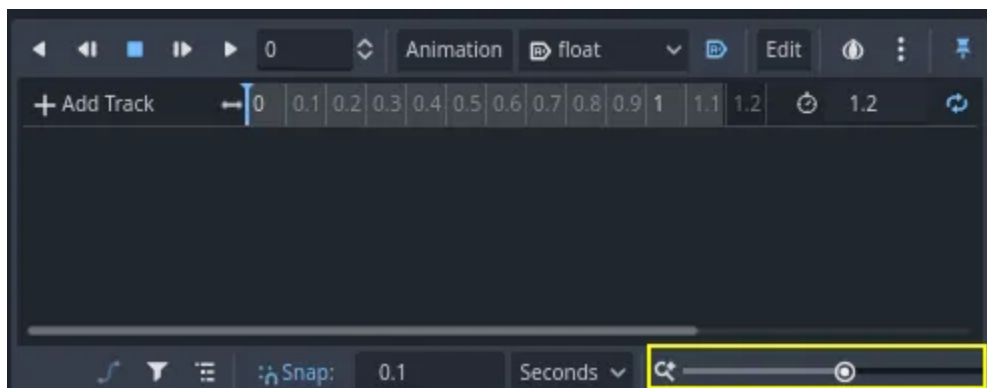 0 Animation float Edit
Add Track 0 0.1 0.2 0.3 0.4 0.5 0.6 0.7 0.8 0.9 1 1.1 1.2 1.2
Snap: 0.1 Seconds